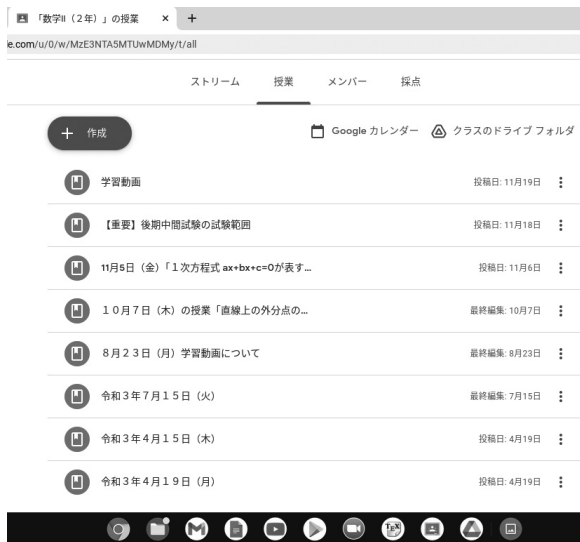 「数学II（２年）」の授業 × +
le.com/u/0/w/MzE3NTA5MTUwMDMy/t/all
ストリーム 授業 メンバー 採点
+ 作成 Google カレンダー クラスのドライブ フォルダ
学習動画 投稿日: 11月19日
【重要】後期中間試験の試験範囲 投稿日: 11月18日
11月5日（金）「１次方程式 ax+bx+c=0が表す... 投稿日: 11月6日
１０月７日（木）の授業「直線上の外分点の... 最終編集: 10月7日
８月２３日（月）学習動画について 最終編集: 8月23日
令和３年７月１５日（火） 最終編集: 7月15日
令和３年４月１５日（木） 投稿日: 4月19日
令和３年４月１９日（月） 投稿日: 4月19日
TEX